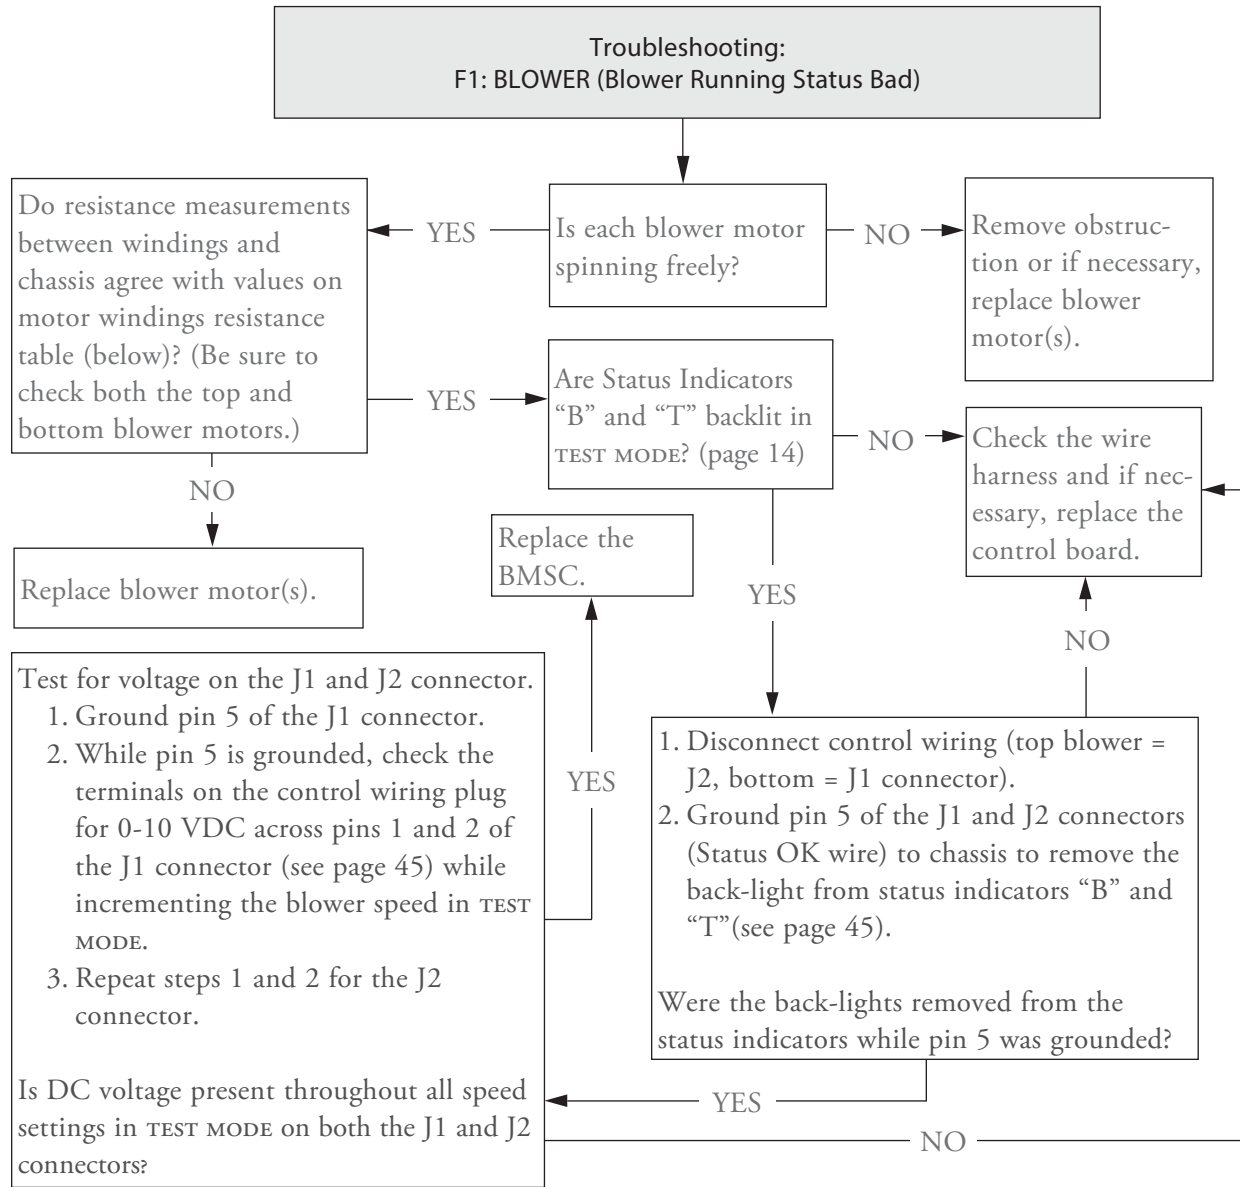 Troubleshooting:
F1: BLOWER (Blower Running Status Bad)
Is each blower motor
spinning freely?
YES
NO
Do resistance measurements
between windings and
chassis agree with values on
motor windings resistance
table (below)? (Be sure to
check both the top and
bottom blower motors.)
Remove obstruc-
tion or if necessary,
replace blower
motor(s).
YES
NO
Are Status Indicators
“B” and “T” backlit in
TEST MODE? (page 14)
NO
Check the wire
harness and if nec-
essary, replace the
control board.
Replace blower motor(s).
Replace the
BMSC.
YES
NO
YES
Test for voltage on the J1 and J2 connector.
1. Ground pin 5 of the J1 connector.
2. While pin 5 is grounded, check the
terminals on the control wiring plug
for 0-10 VDC across pins 1 and 2 of
the J1 connector (see page 45) while
incrementing the blower speed in TEST
MODE.
3. Repeat steps 1 and 2 for the J2
connector.
Is DC voltage present throughout all speed
settings in TEST MODE on both the J1 and J2
connectors?
1. Disconnect control wiring (top blower =
J2, bottom = J1 connector).
2. Ground pin 5 of the J1 and J2 connectors
(Status OK wire) to chassis to remove the
back-light from status indicators “B” and
“T”(see page 45).
Were the back-lights removed from the
status indicators while pin 5 was grounded?
YES
NO